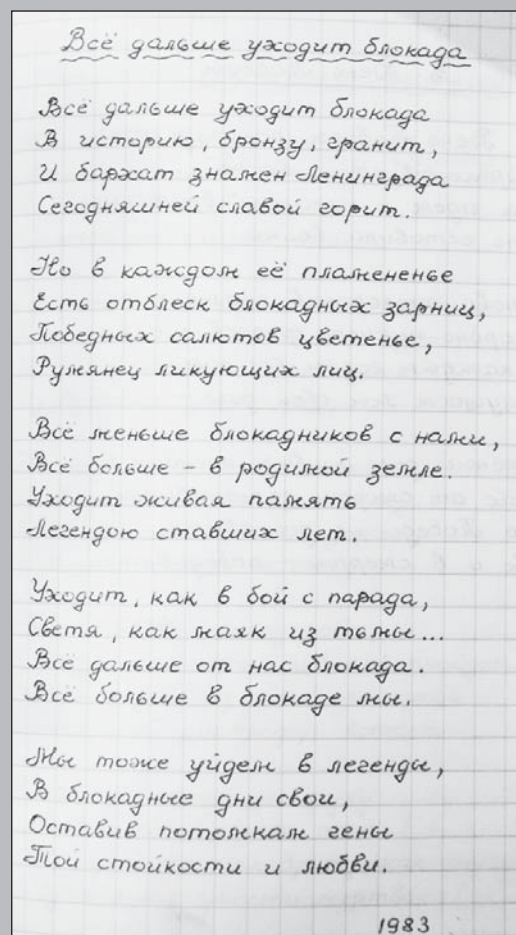 Всё дальше уходит блокада
Всё дальше уходит блокада
В историю, бронзу, гранит,
И бархат знамен Ленинграда
Сегодняшней славой горит.
Но в каждом её пламененье
Есть отблеск блокадных зарниц,
Победных салютов цветенье,
Румянец ликующих лиц.
Всё меньше блокадников с нами,
Всё больше – в родимой земле.
Уходит живая память
Легендою ставших лет.
Уходит, как в бой с парада,
Светя, как маяк из тьмы...
Всё дальше от нас блокада.
Всё больше в блокаде мы.
Мы тоже уйдем в легенды,
В блокадные дни свои,
Оставив потомкам гены
Той стойкости и любви.
1983